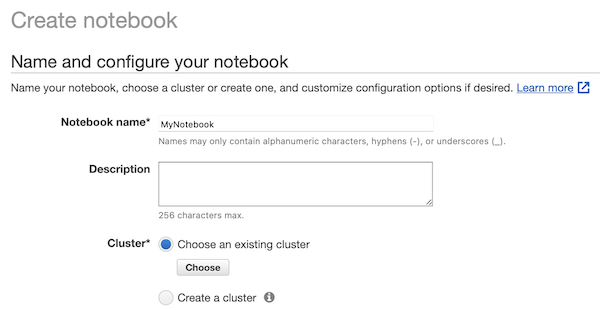 Create notebook
Name and configure your notebook
Name your notebook, choose a cluster or create one, and customize configuration options if desired. Learn more
Notebook name* MyNotebook
Names may only contain alphanumeric characters, hyphens (-), or underscores (_).
Description
256 characters max.
Cluster* Choose an existing cluster
Choose
Create a cluster